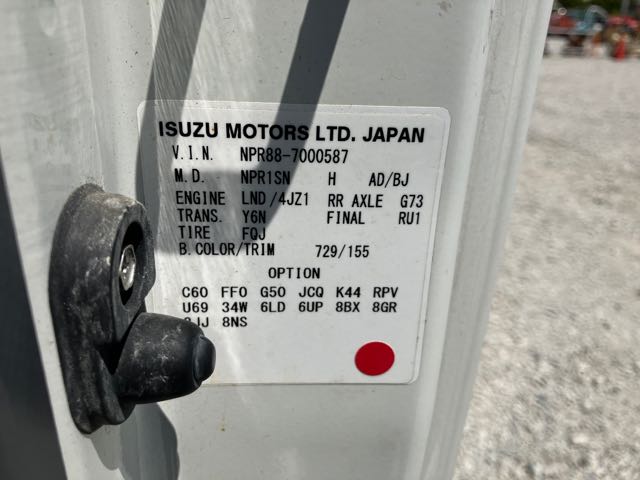 ISUZU MOTORS LTD. JAPAN
V.I.N. NPR88-7000587
M.D. NPR1SN H AD/BJ
ENGINE LND/4JZ1 RR AXLE G73
TRANS. Y6N FINAL RU1
TIRE FQJ
B.COLOR/TRIM 729/155
OPTION
C60 FF0 G50 JCQ K44 RPV
U69 34W 6LD 6UP 8BX 8GR
8NS